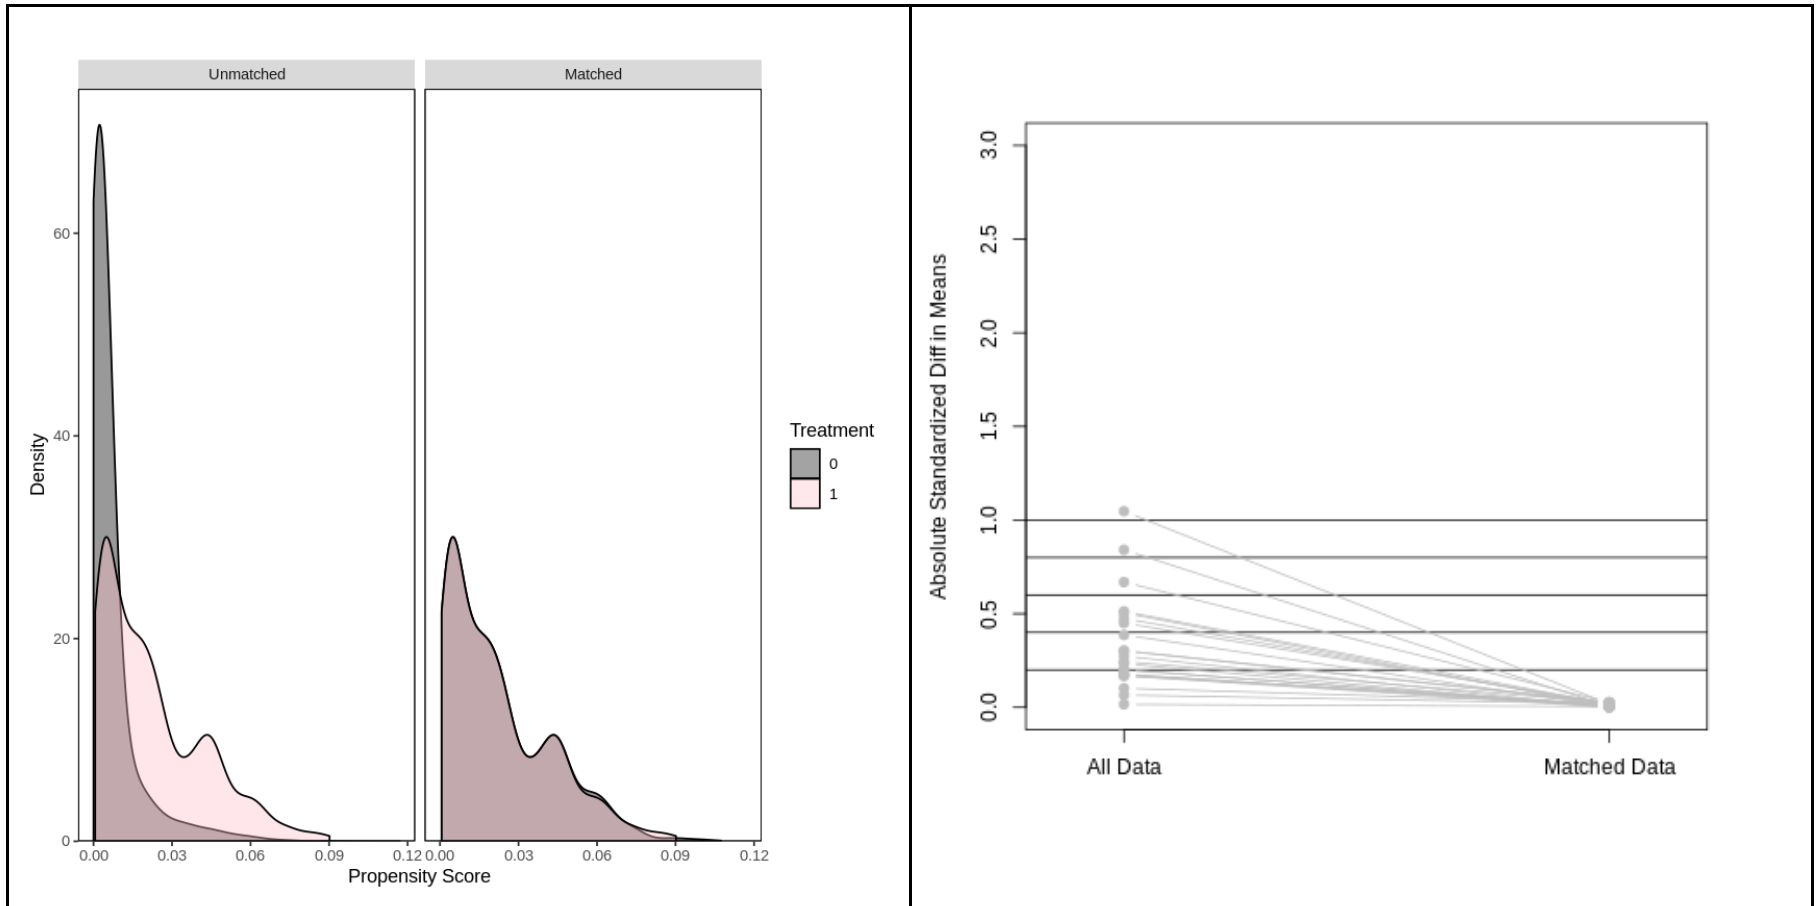 Unmatched
Matched
60
40
20
0
Density
0.00 0.03 0.06 0.09 0.12
0.00 0.03 0.06 0.09 0.12
Propensity Score
Treatment
0
1
Absolute Standardized Diff in Means
3.0
2.5
2.0
1.5
1.0
0.5
0.0
All Data
Matched Data